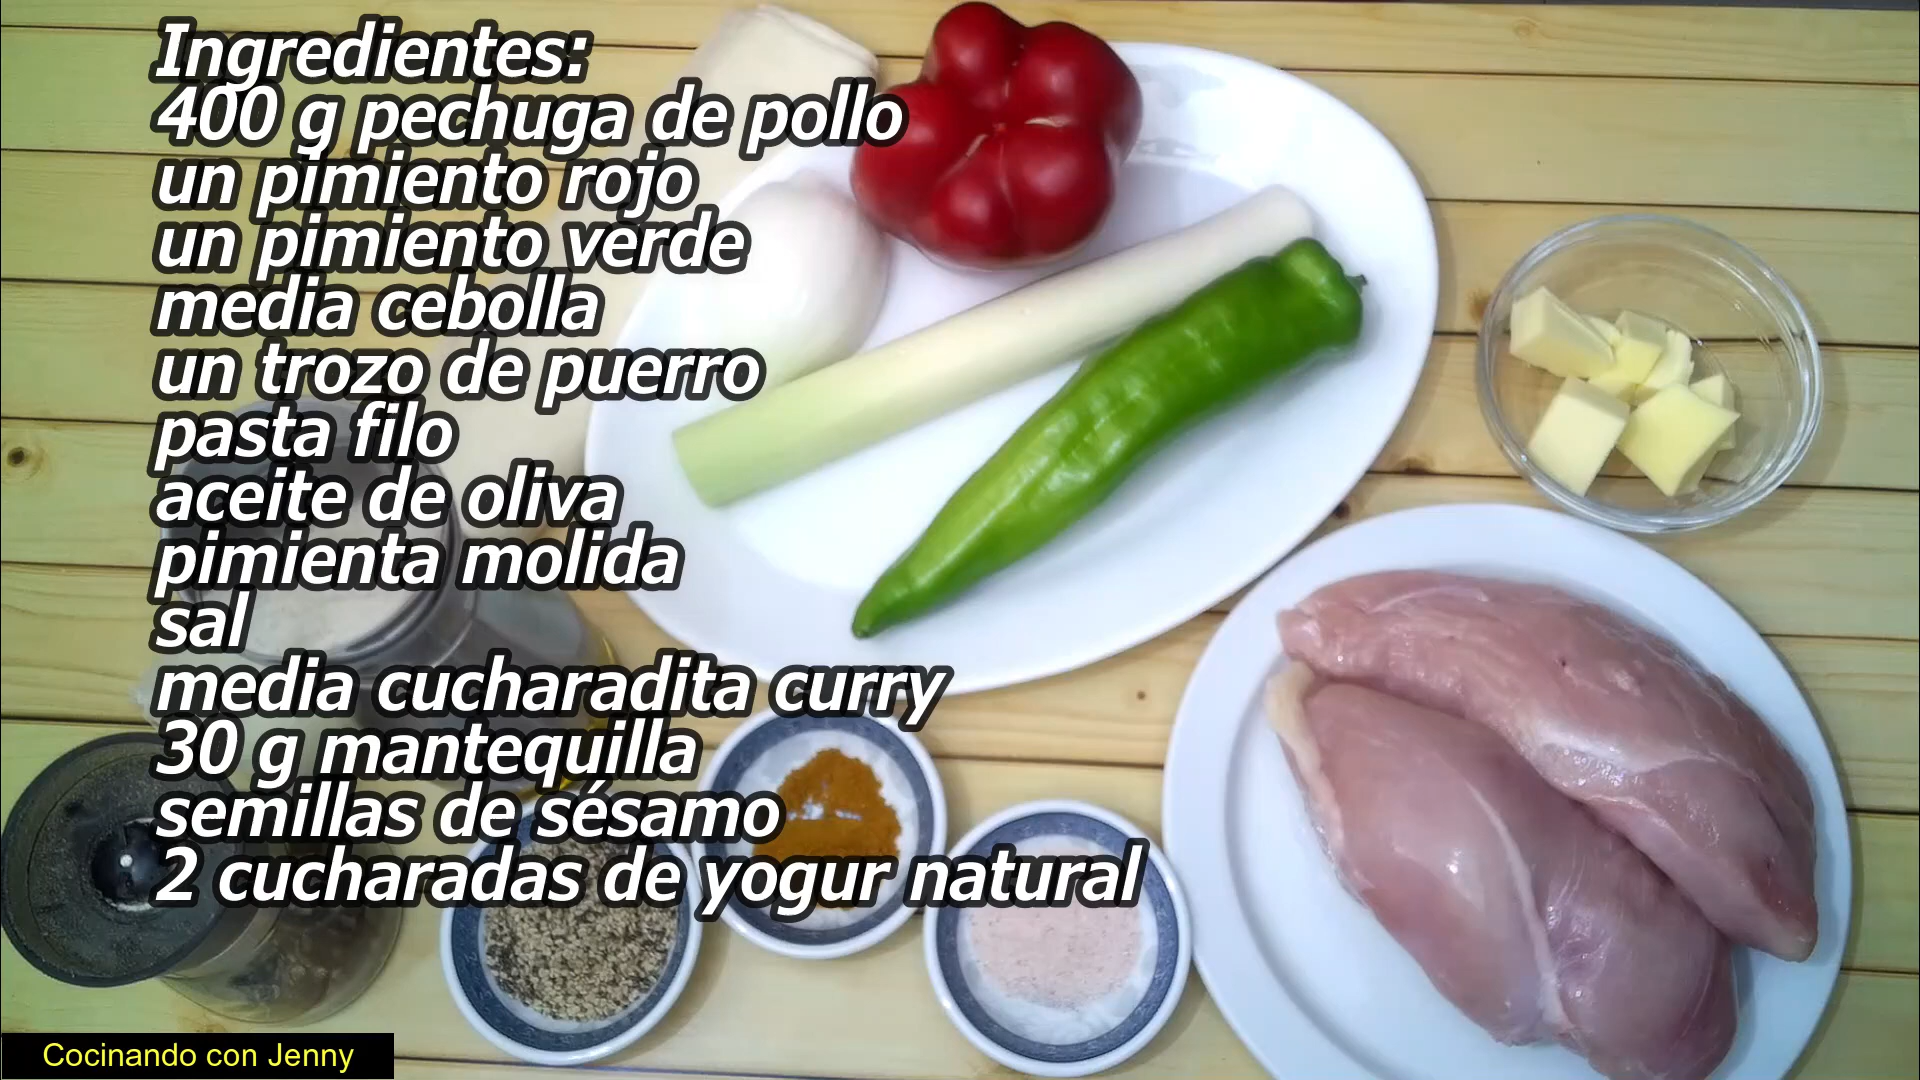 Ingredientes:
400 g pechuga de pollo
un pimiento rojo
un pimiento verde
media cebolla
un trozo de puerro
pasta filo
aceite de oliva
pimienta molida
sal
media cucharadita curry
30 g mantequilla
semillas de sésamo
2 cucharadas de yogur natural
Cocinando con Jenny